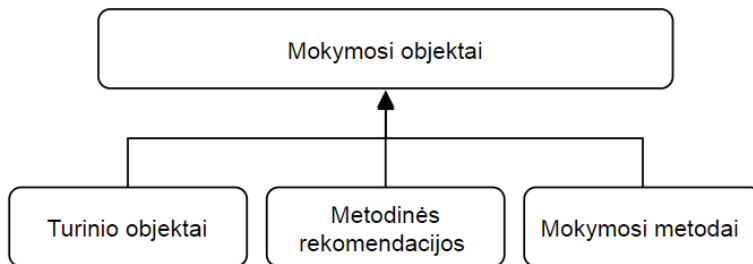 Mokymosi objektai
Turinio objektai
Metodinės
rekomendacijos
Mokymosi metodai